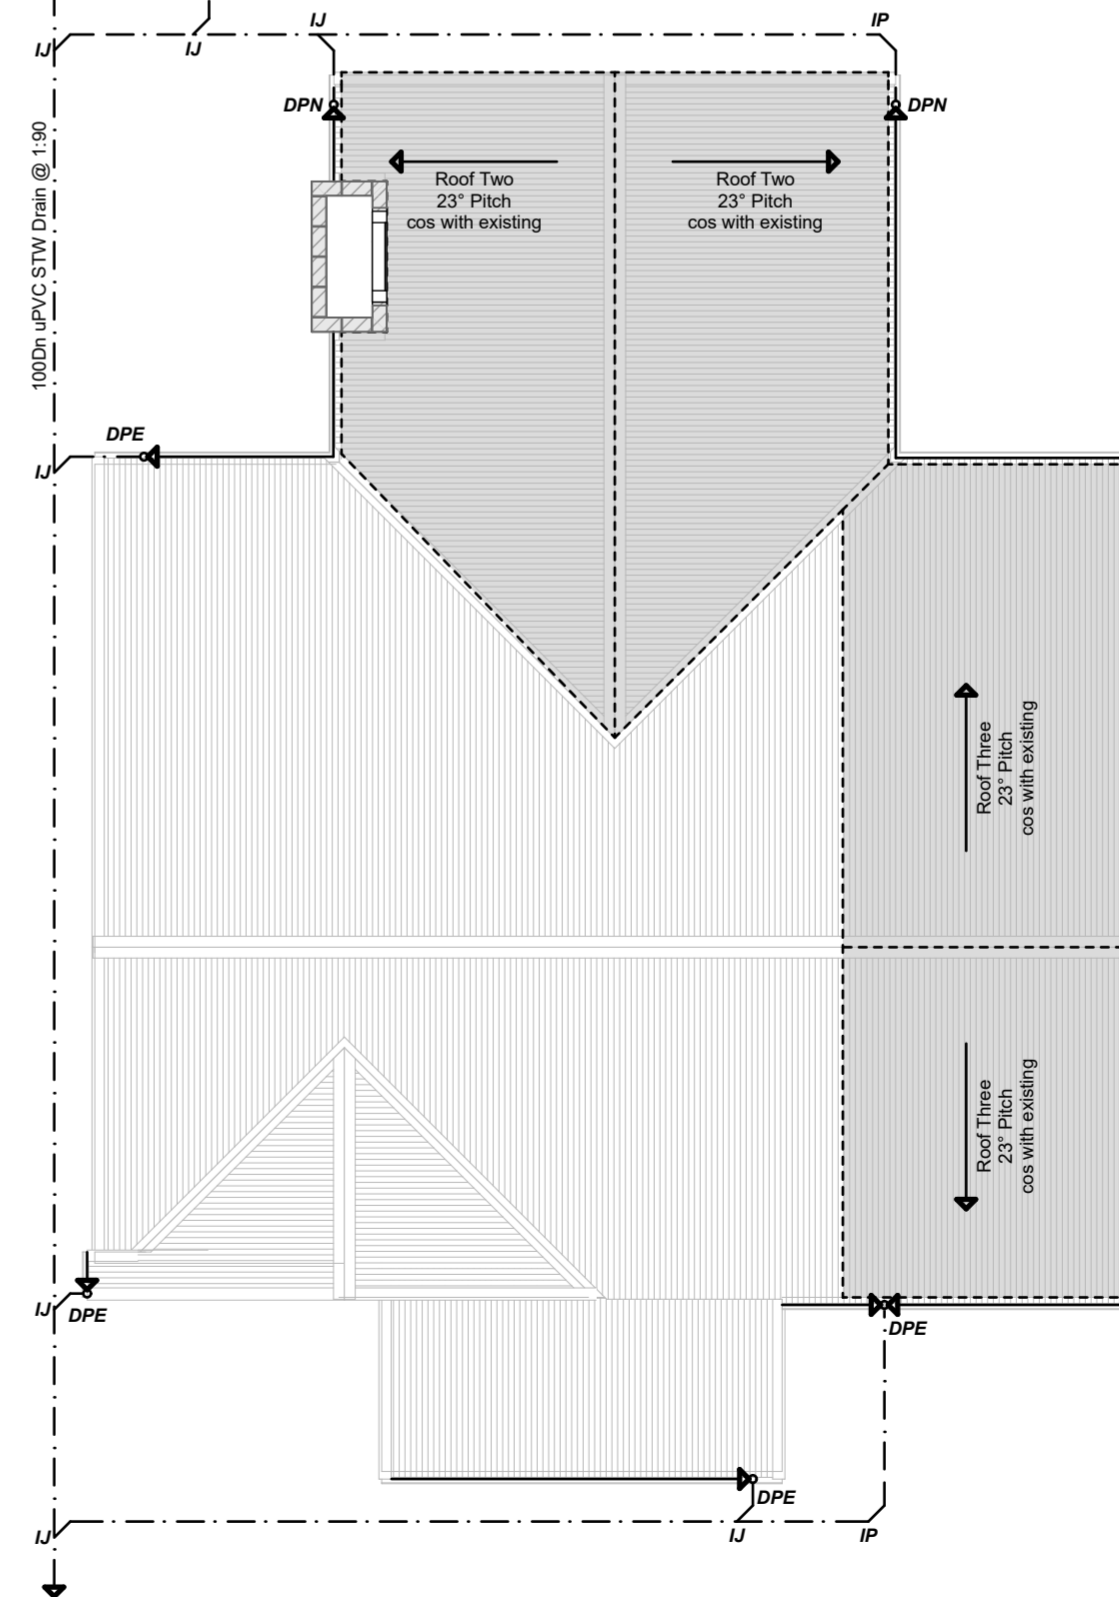 IJ
IP
IJ
IJ
DPN
DPN
100Dn uPVC STW Drain @ 1:90
Roof Two
23° Pitch
cos with existing
Roof Two
23° Pitch
cos with existing
DPE
IJ
Roof Three
23° Pitch
cos with existing
Roof Three
23° Pitch
cos with existing
IJ
DPE
DPE
DPE
IJ
IJ
IP